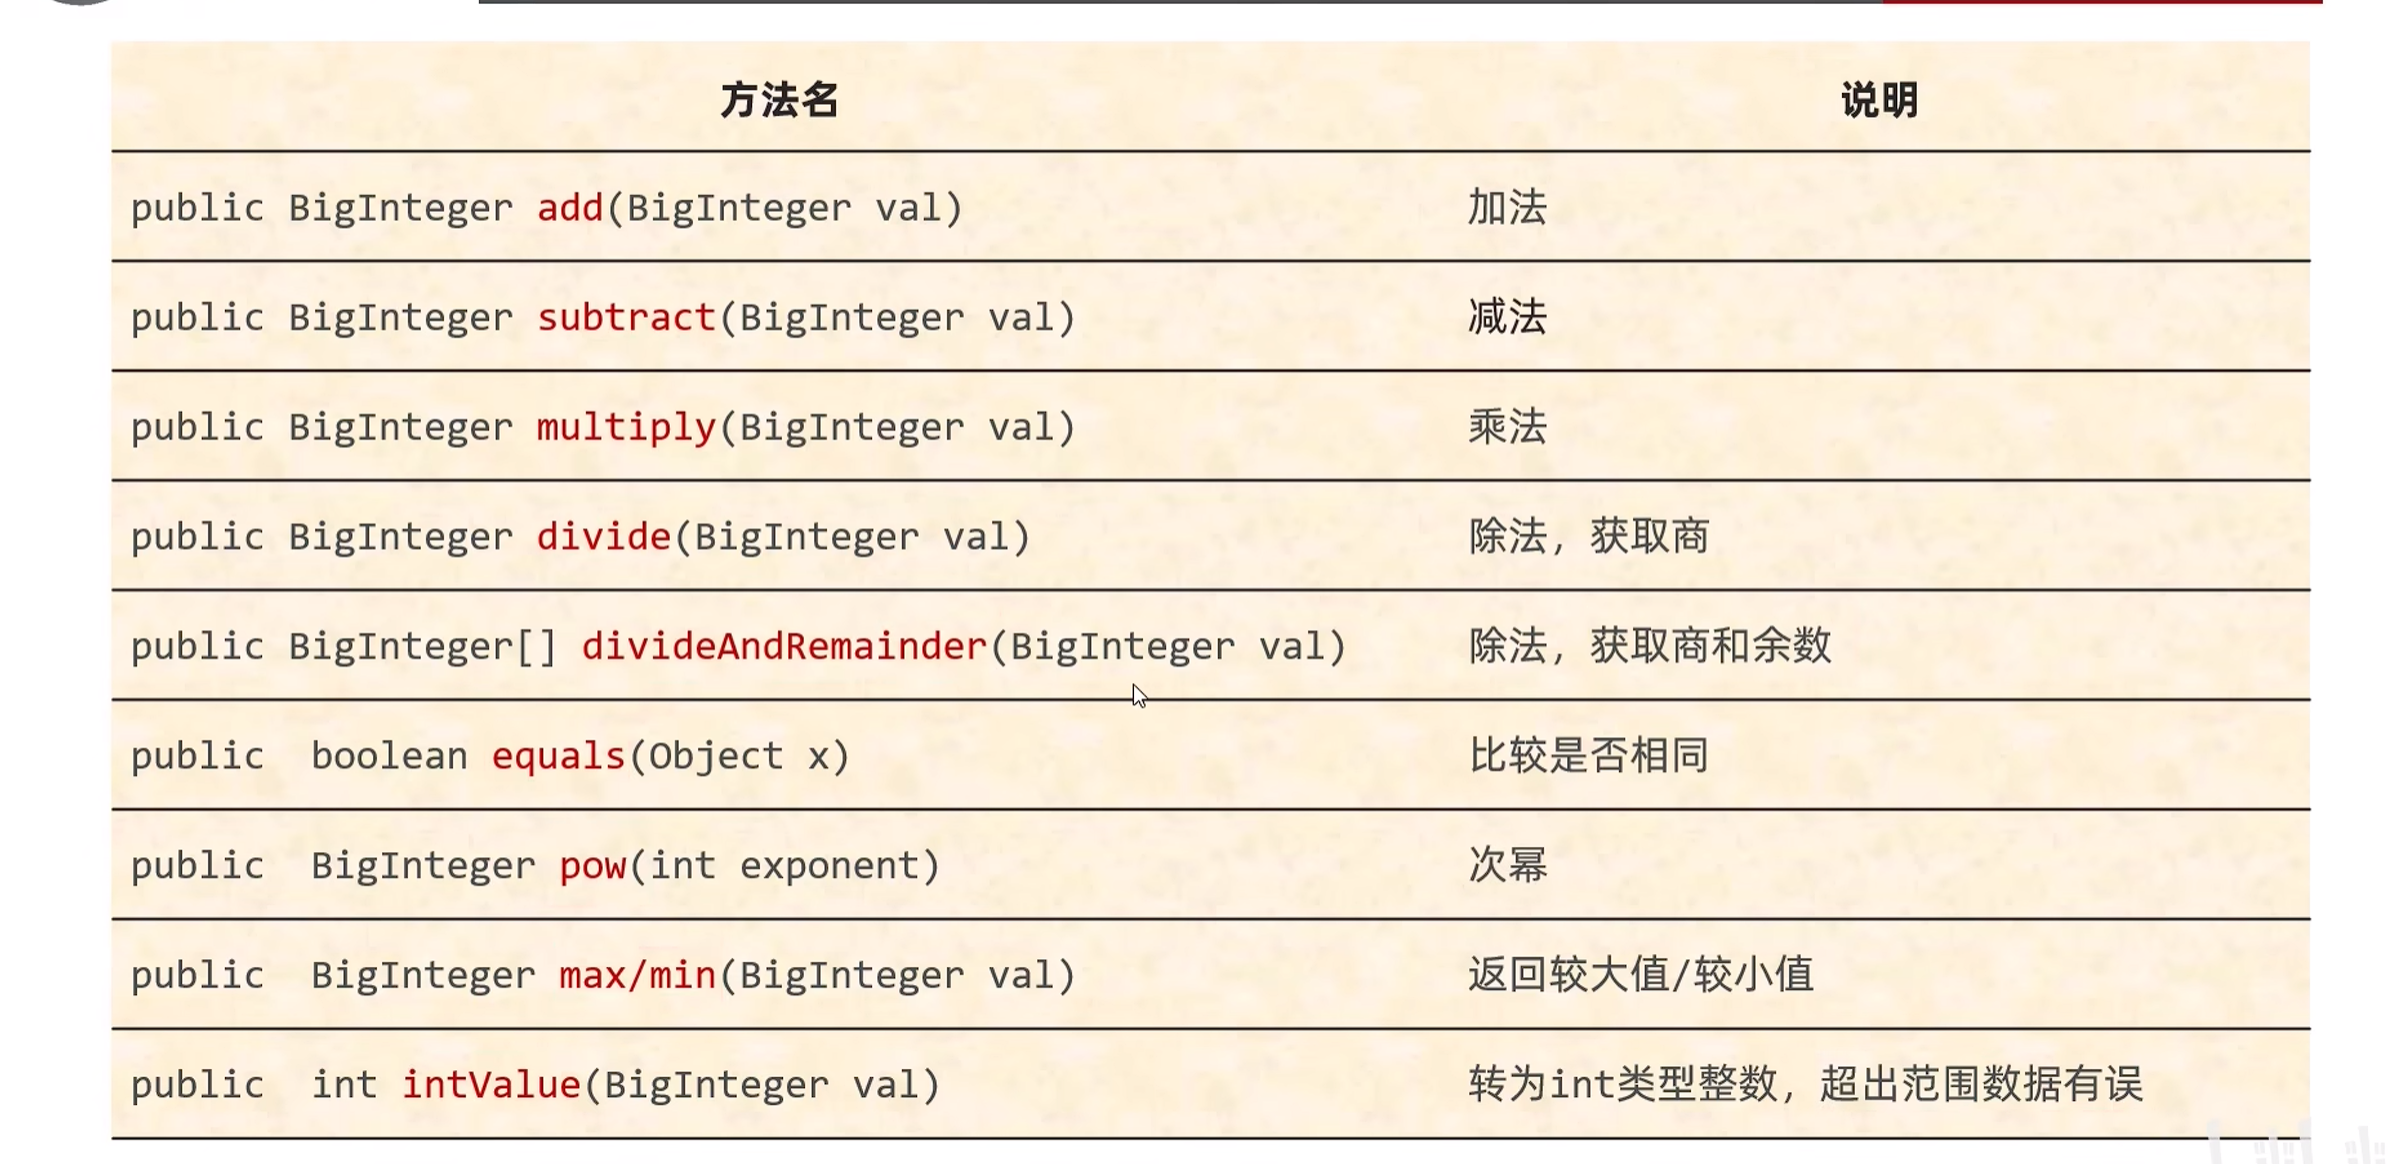 方法名 说明
public BigInteger add(BigInteger val) 加法
public BigInteger subtract(BigInteger val) 减法
public BigInteger multiply(BigInteger val) 乘法
public BigInteger divide(BigInteger val) 除法，获取商
public BigInteger[] divideAndRemainder(BigInteger val) 除法，获取商和余数
public  boolean equals(Object x) 比较是否相同
public  BigInteger pow(int exponent) 次幂
public  BigInteger max/min(BigInteger val) 返回较大值/较小值
public  int intValue(BigInteger val) 转为int类型整数，超出范围数据有误